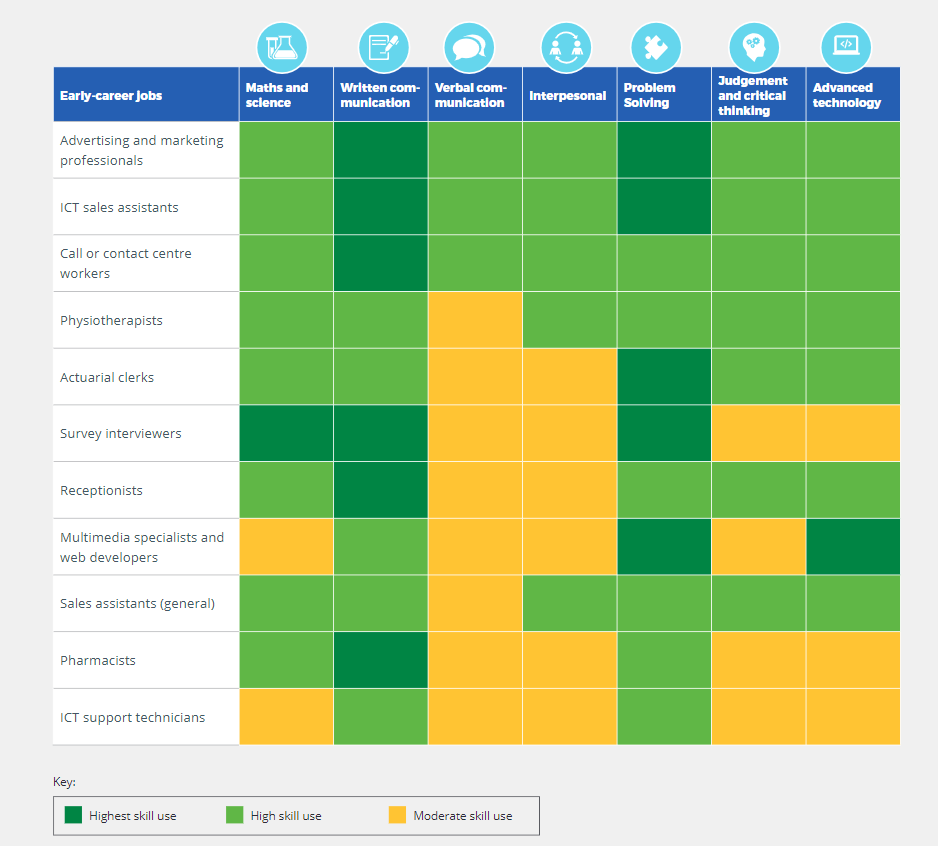 Early-career jobs
Maths and
science
Written com-
munication
Verbal com-
munication
Interpesonal
Problem
Solving
Judgement
and critical
thinking
Advanced
technology
Advertising and marketing
professionals
ICT sales assistants
Call or contact centre
workers
Physiotherapists
Actuarial clerks
Survey interviewers
Receptionists
Multimedia specialists and
web developers
Sales assistants (general)
Pharmacists
ICT support technicians
Key:
Highest skill use
High skill use
Moderate skill use